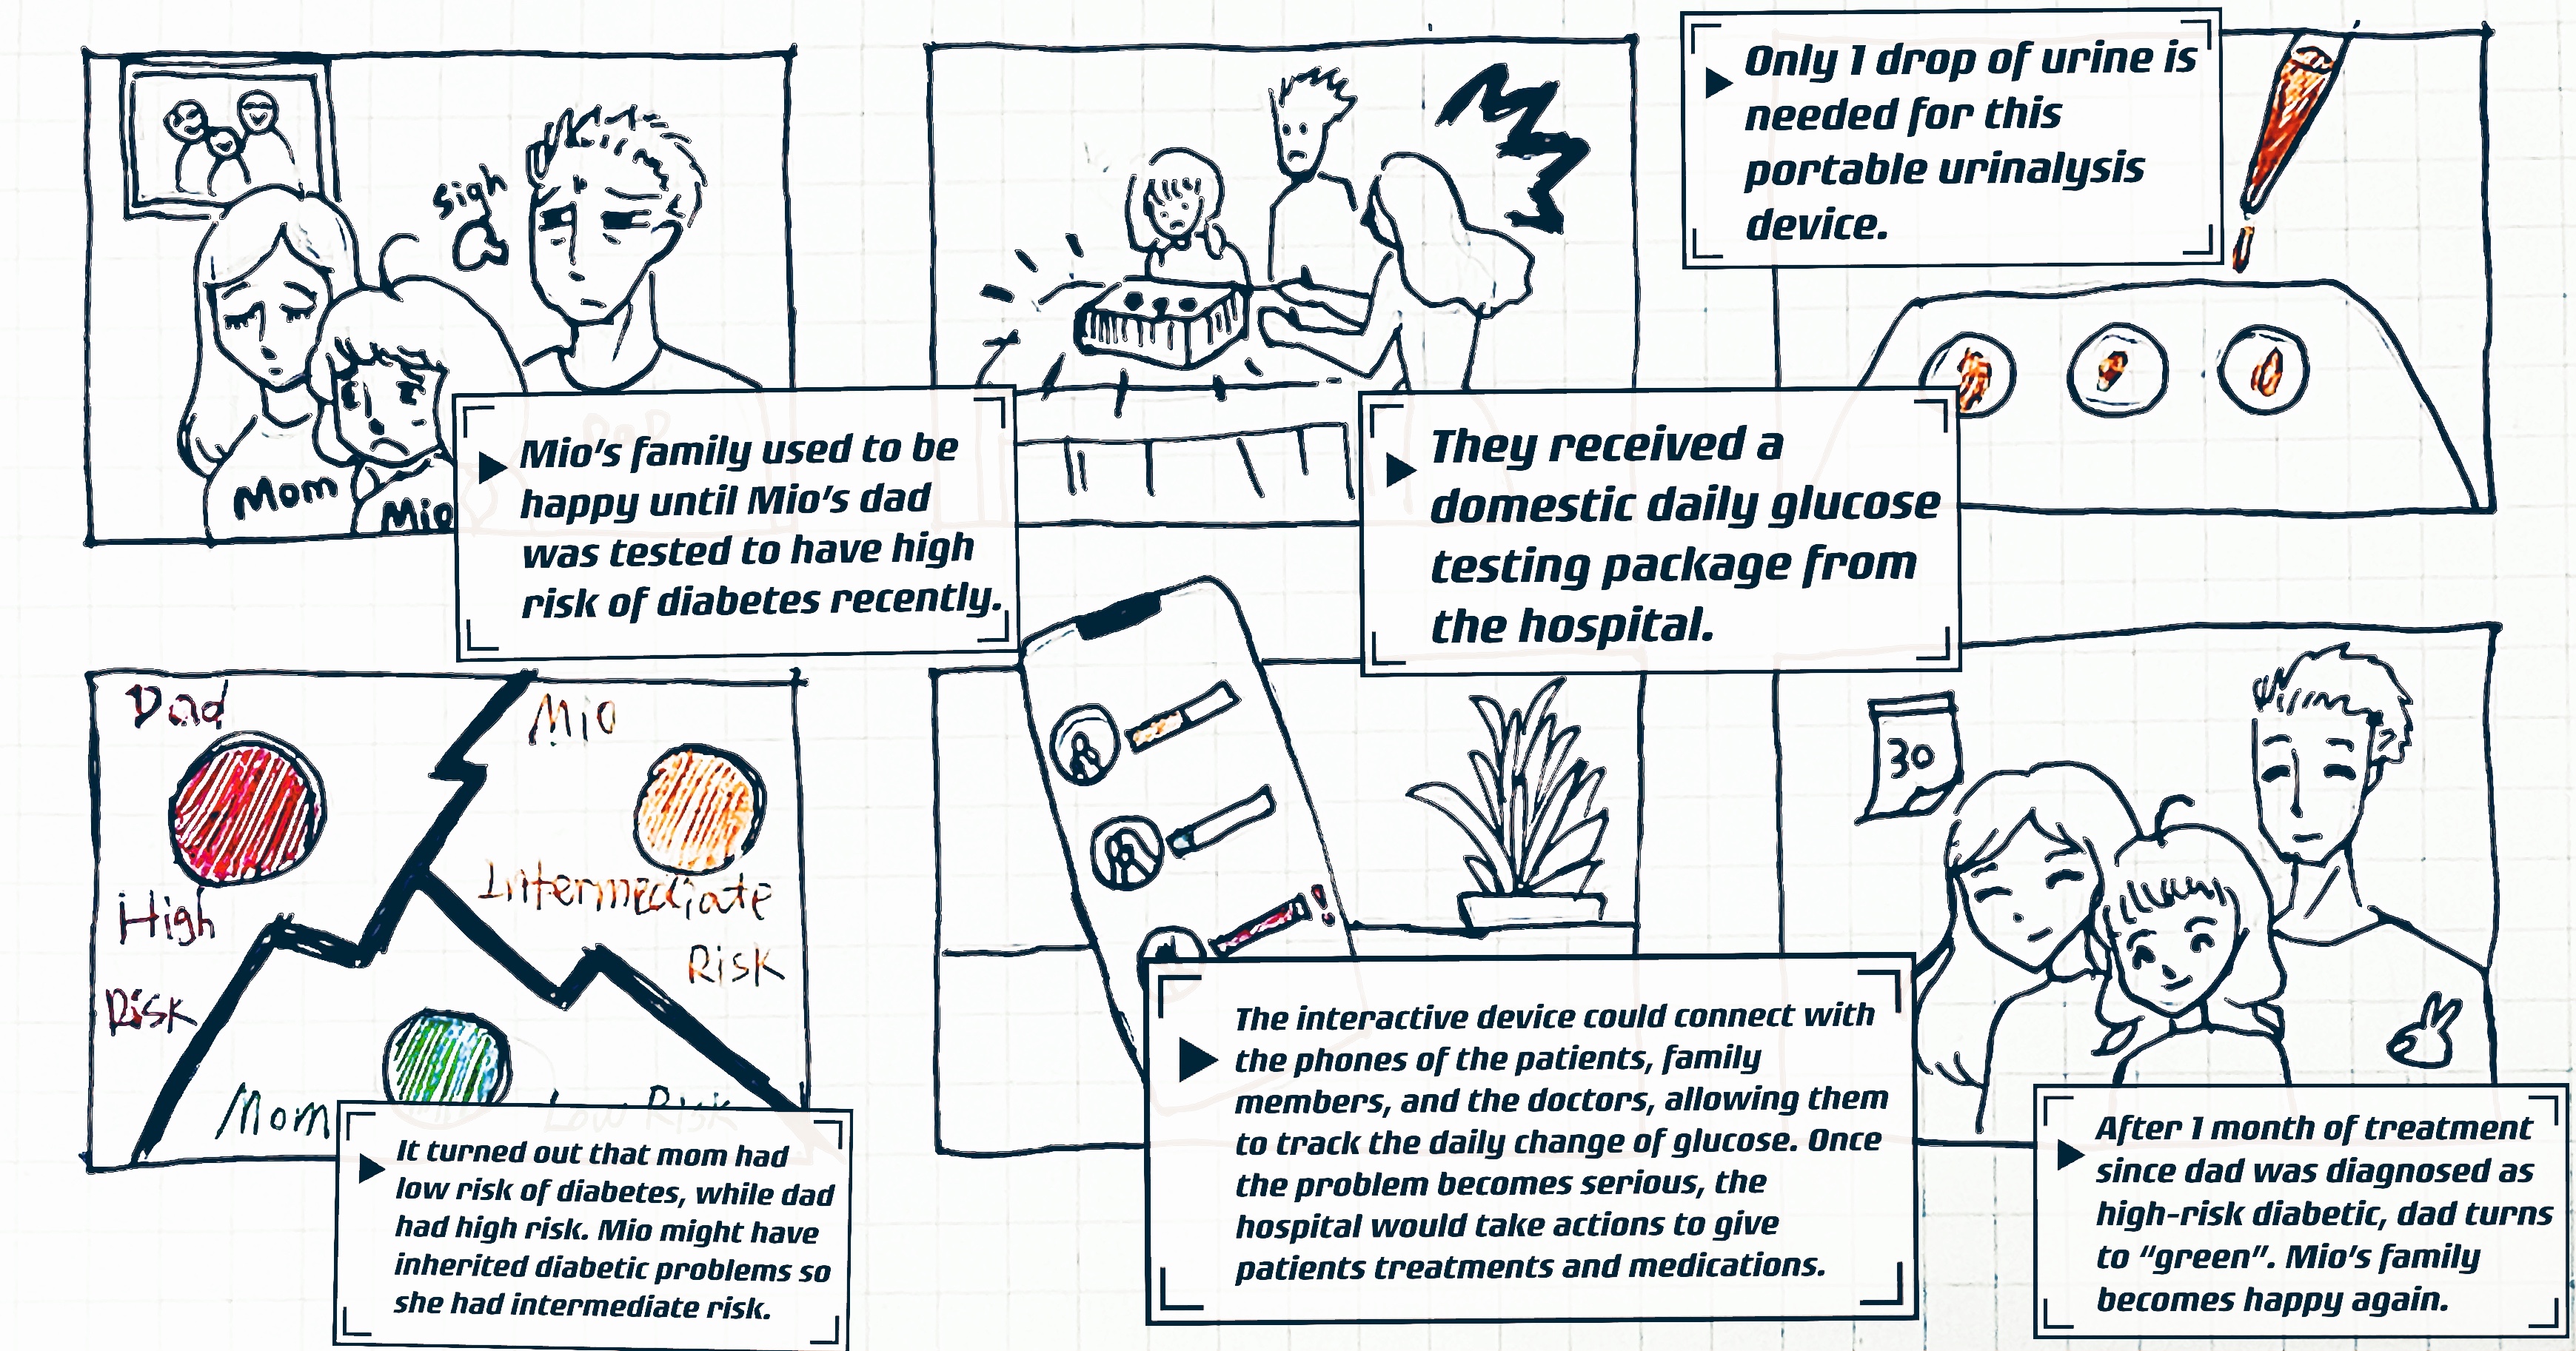 sigh
Mom
Mio
Mio's family used to be
happy until Mio's dad
was tested to have high
risk of diabetes recently.
They received a
domestic daily glucose
testing package from
the hospital.
Only 1 drop of urine is
needed for this
portable urinalysis
device.
Dad
High
Risk
Mio
Intermediate
Risk
Mom
Low Risk
It turned out that mom had
low risk of diabetes, while dad
had high risk. Mio might have
inherited diabetic problems so
she had intermediate risk.
!
The interactive device could connect with
the phones of the patients, family
members, and the doctors, allowing them
to track the daily change of glucose. Once
the problem becomes serious, the
hospital would take actions to give
patients treatments and medications.
30
After 1 month of treatment
since dad was diagnosed as
high-risk diabetic, dad turns
to “green”. Mio's family
becomes happy again.